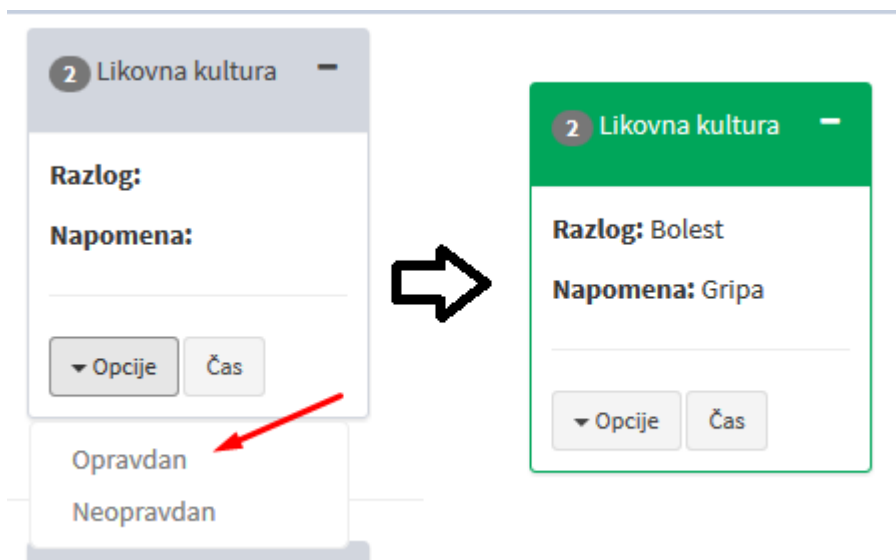 2 Likovna kultura
Razlog:
Napomena:
Opcije Čas
Opravdan
Neopravdan
2 Likovna kultura
Razlog: Bolest
Napomena: Gripa
Opcije Čas